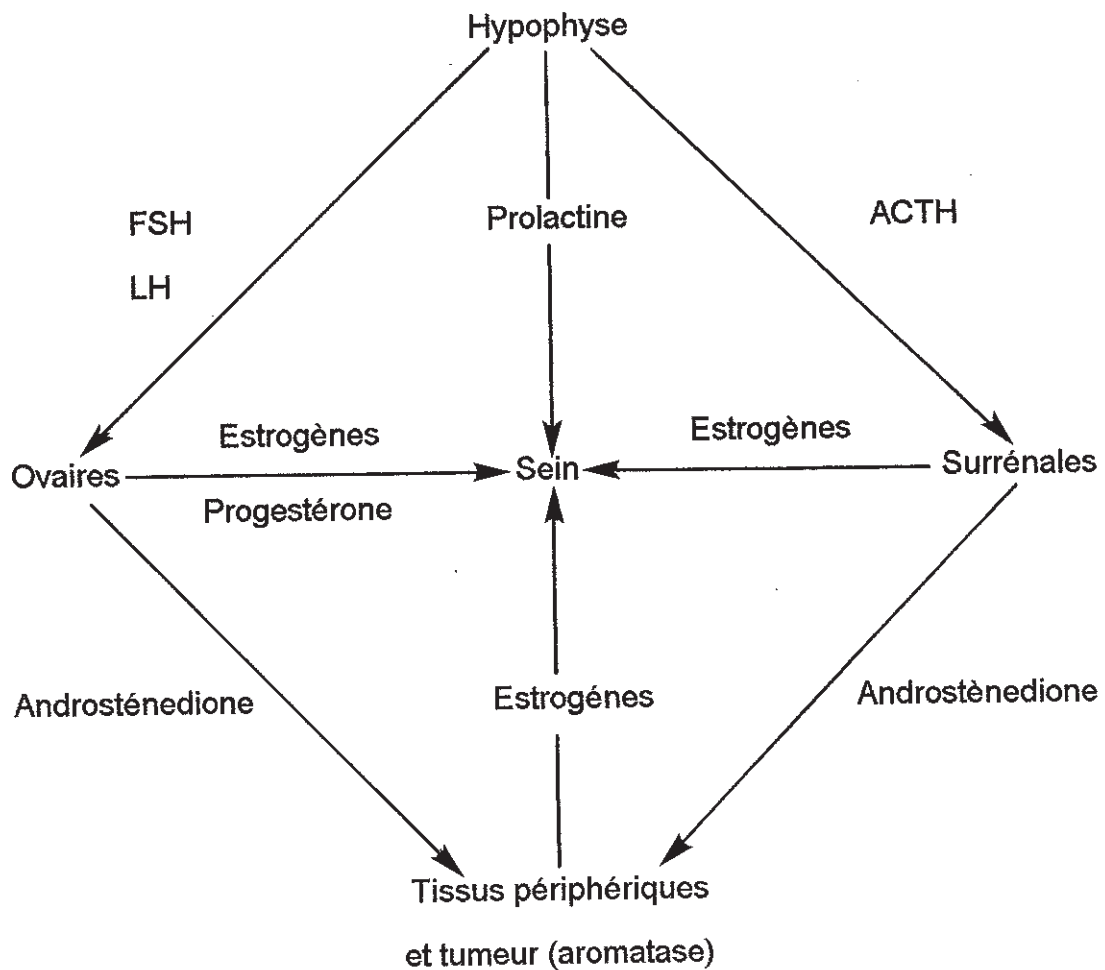 Hypophyse
FSH
Prolactine
ACTH
LH
Estrogènes
Estrogènes
Ovaires
Sein
Surrénales
Progestérone
Androsténedione
Estrogénes
Androstènedione
Tissus périphériques
et tumeur (aromatase)